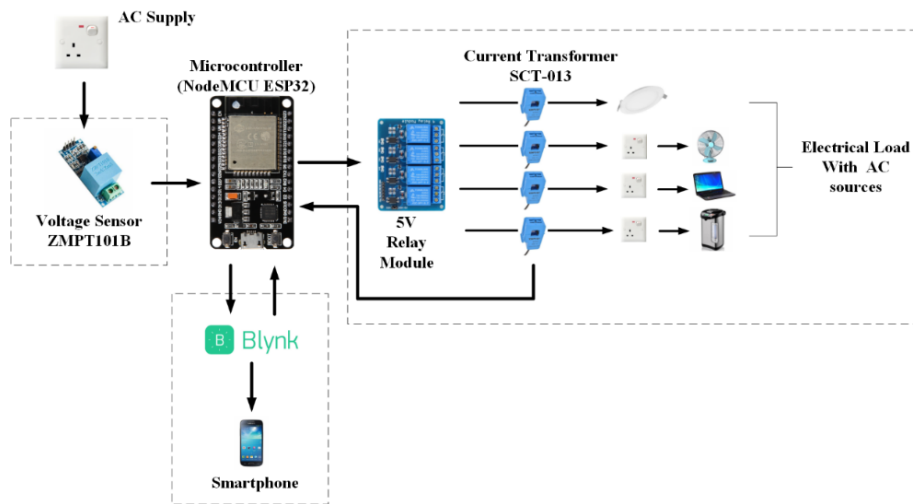 AC Supply
Microcontroller
(NodeMCU ESP32)
Voltage Sensor
ZMPT101B
Current Transformer
SCT-013
5V
Relay
Module
Electrical Load
With AC
sources
B Blynk
Smartphone